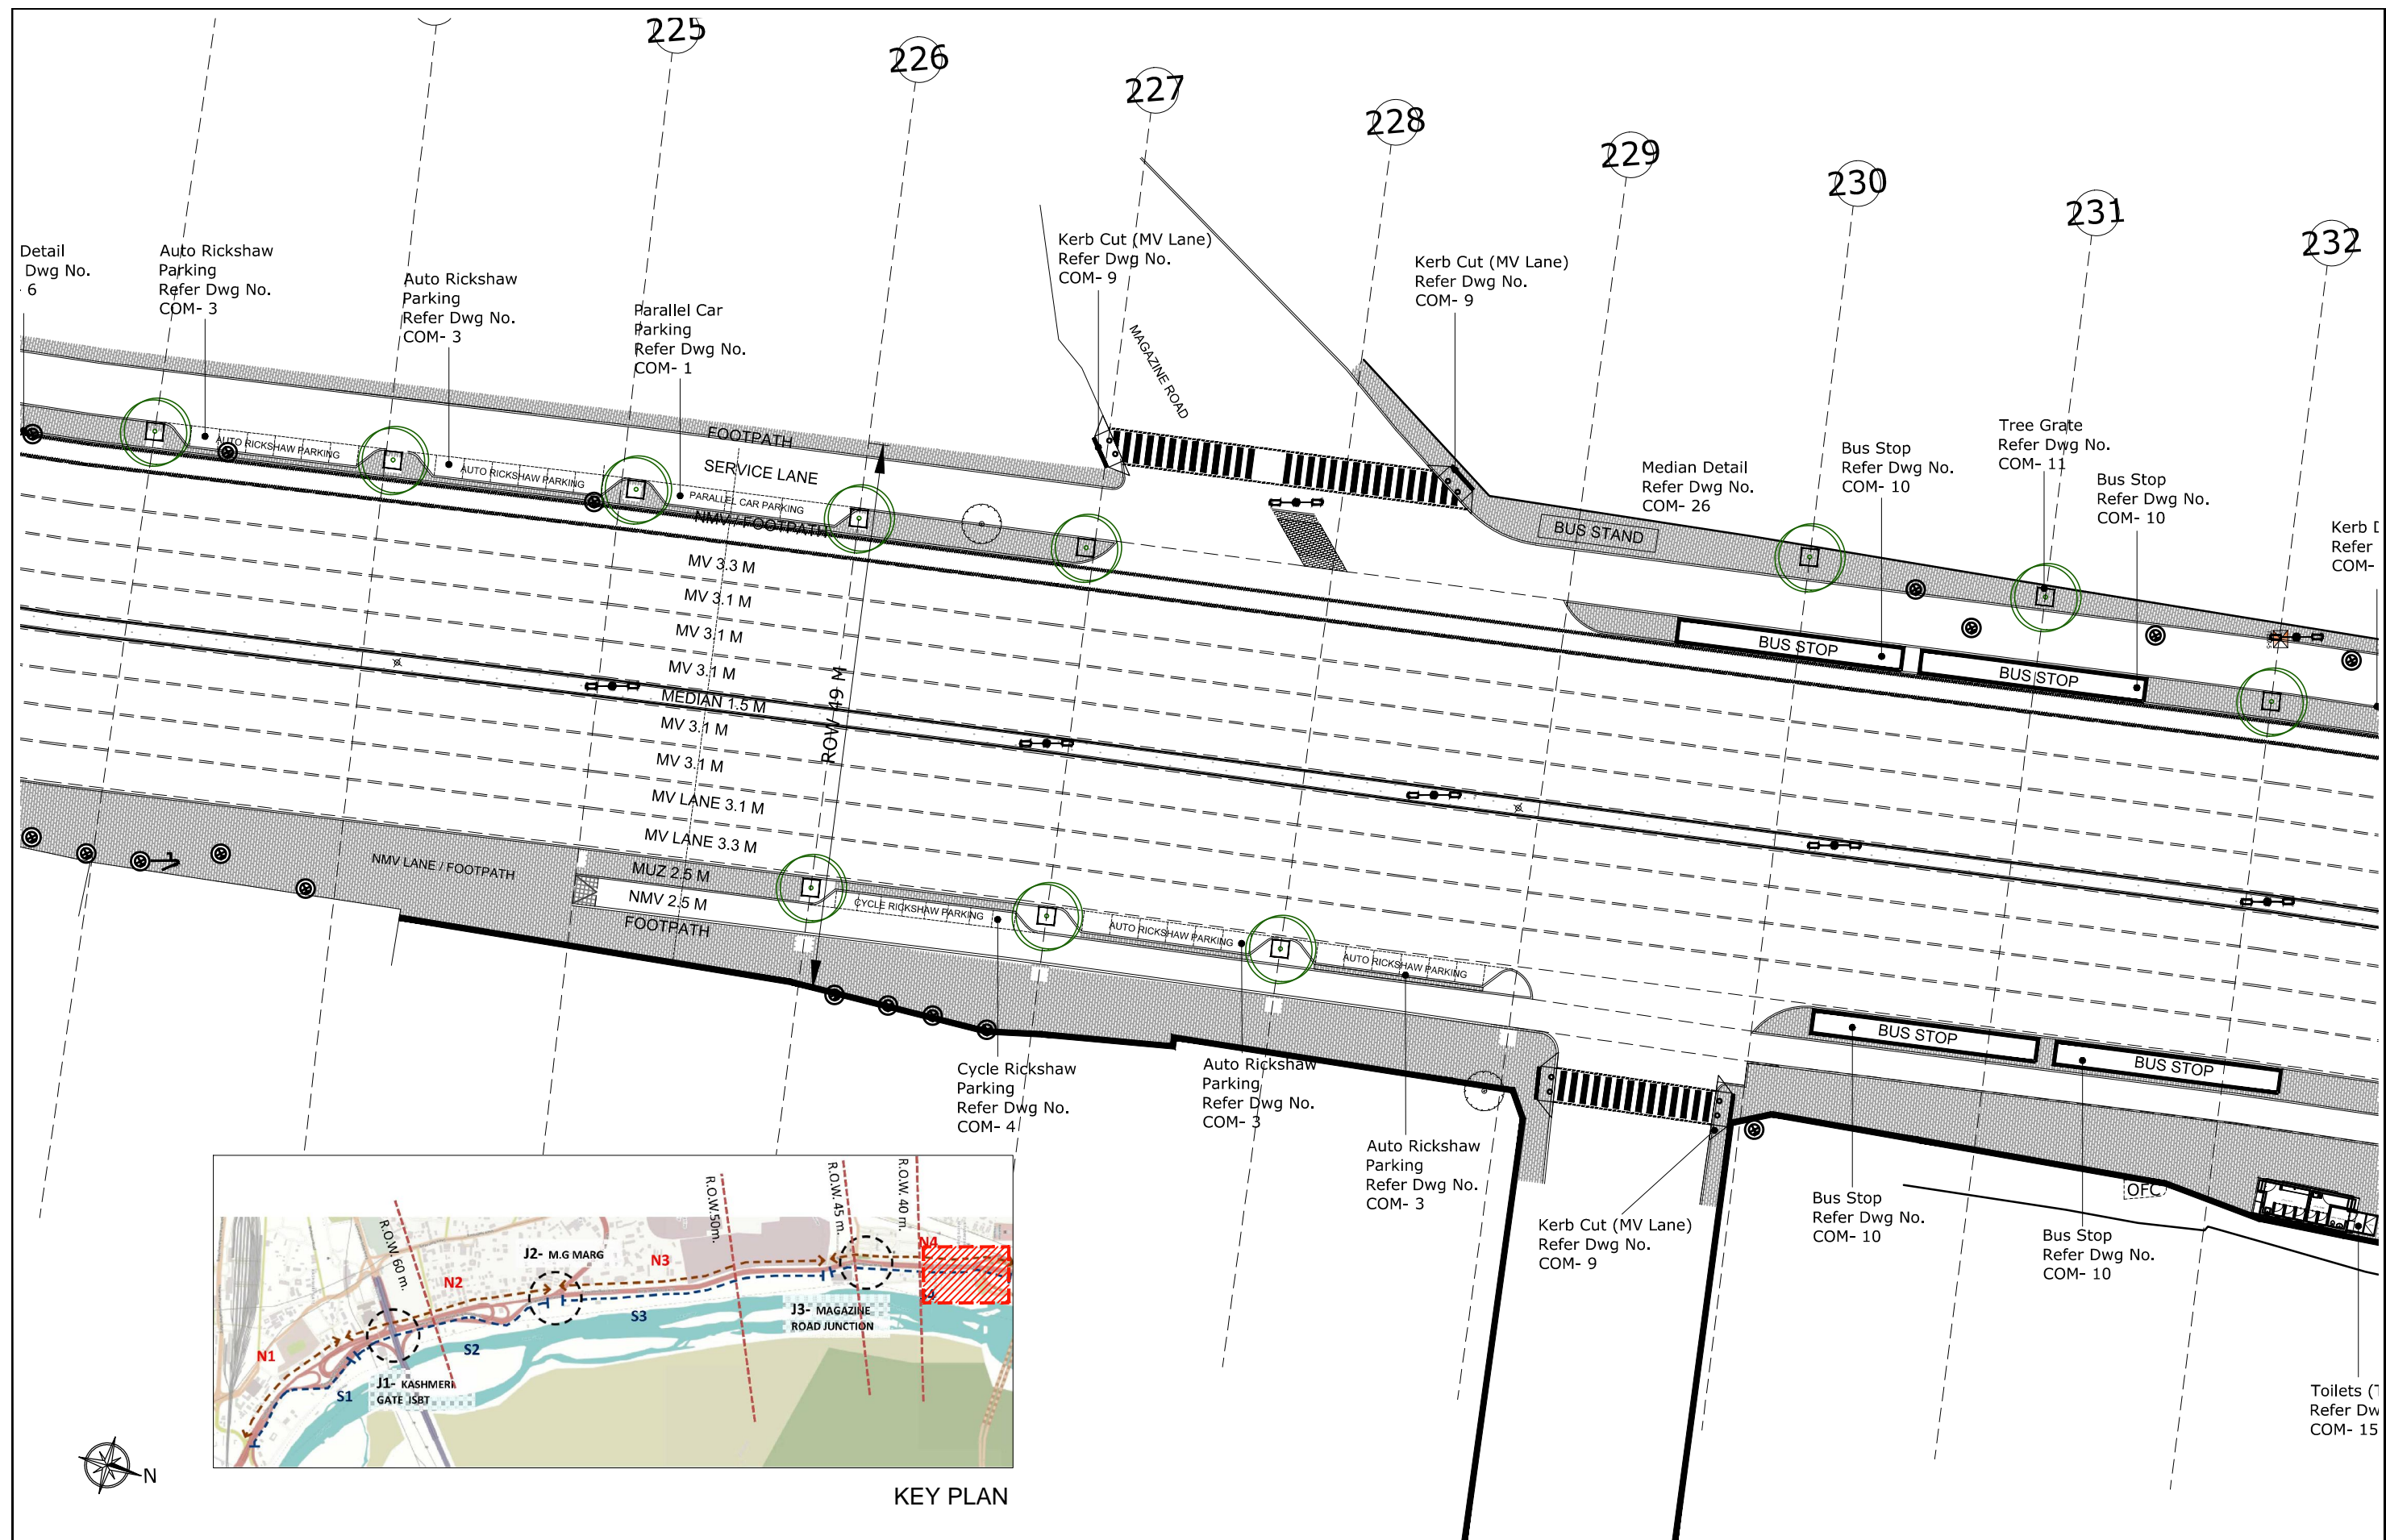 225
226
227
228
229
230
231
232
Detail
Dwg No.
6
Auto Rickshaw
Parking
Refer Dwg No.
COM- 3
Auto Rickshaw
Parking
Refer Dwg No.
COM- 3
Parallel Car
Parking
Refer Dwg No.
COM- 1
Kerb Cut (MV Lane)
Refer Dwg No.
COM- 9
MAGAZINE ROAD
Kerb Cut (MV Lane)
Refer Dwg No.
COM- 9
Median Detail
Refer Dwg No.
COM- 26
Bus Stop
Refer Dwg No.
COM- 10
Tree Grate
Refer Dwg No.
COM- 11
Bus Stop
Refer Dwg No.
COM- 10
Kerb
Refer
COM-
AUTO RICKSHAW PARKING
AUTO RICKSHAW PARKING
PARALLEL CAR PARKING
FOOTPATH
SERVICE LANE
NMV / FOOTPATH
BUS STAND
BUS STOP
BUS STOP
MV 3.3 M
MV 3.1 M
MV 3.1 M
MV 3.1 M
MEDIAN 1.5 M
MV 3.1 M
MV 3.1 M
MV LANE 3.1 M
MV LANE 3.3 M
ROW 49 M
NMV LANE / FOOTPATH
MUZ 2.5 M
NMV 2.5 M
FOOTPATH
CYCLE RICKSHAW PARKING
AUTO RICKSHAW PARKING
AUTO RICKSHAW PARKING
BUS STOP
BUS STOP
Cycle Rickshaw
Parking
Refer Dwg No.
COM- 4
Auto Rickshaw
Parking
Refer Dwg No.
COM- 3
Auto Rickshaw
Parking
Refer Dwg No.
COM- 3
Kerb Cut (MV Lane)
Refer Dwg No.
COM- 9
Bus Stop
Refer Dwg No.
COM- 10
Bus Stop
Refer Dwg No.
COM- 10
OFC
Toilets (
Refer Dw
COM- 15
R.O.W. 60 m.
R.O.W.50m.
R.O.W. 45 m.
R.O.W. 40 m.
N1
N2
N3
N4
S1
S2
S3
J1- KASHMERI
GATE ISBT
J2- M.G MARG
J3- MAGAZINE
ROAD JUNCTION
N
KEY PLAN